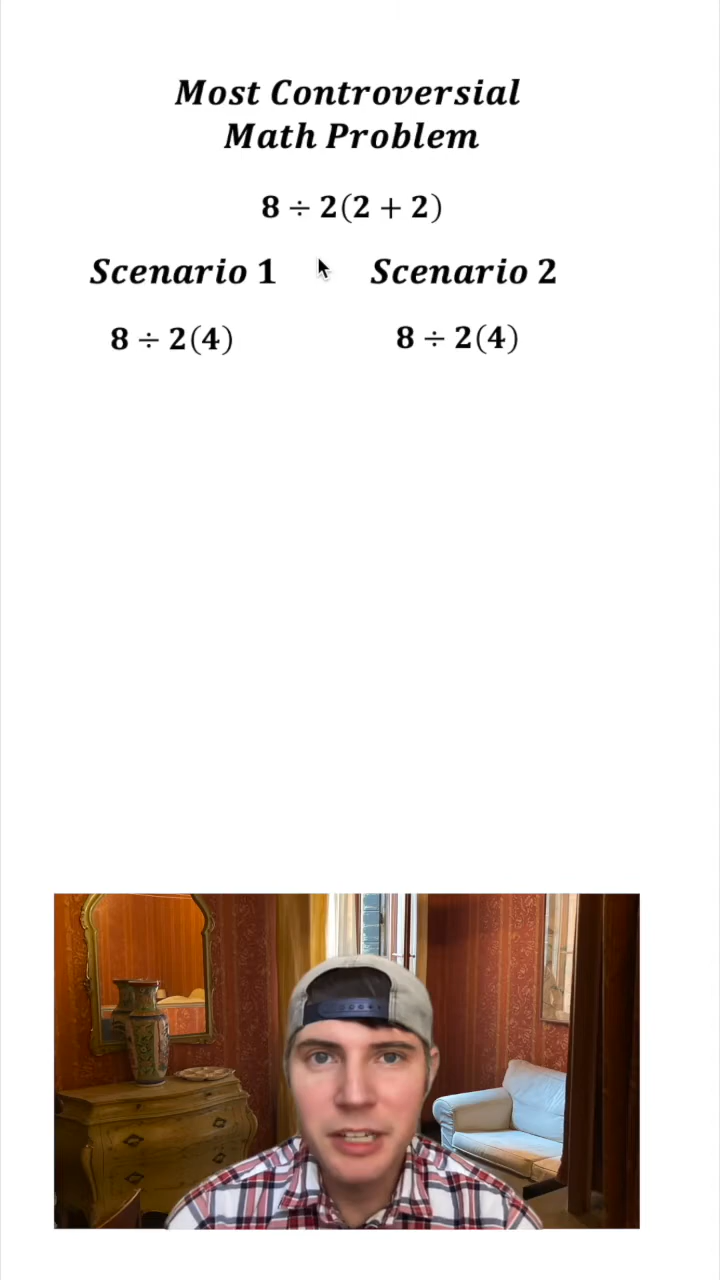 Most Controversial
Math Problem
8 ÷ 2(2 + 2)
Scenario 1 Scenario 2
8 ÷ 2(4) 8 ÷ 2(4)